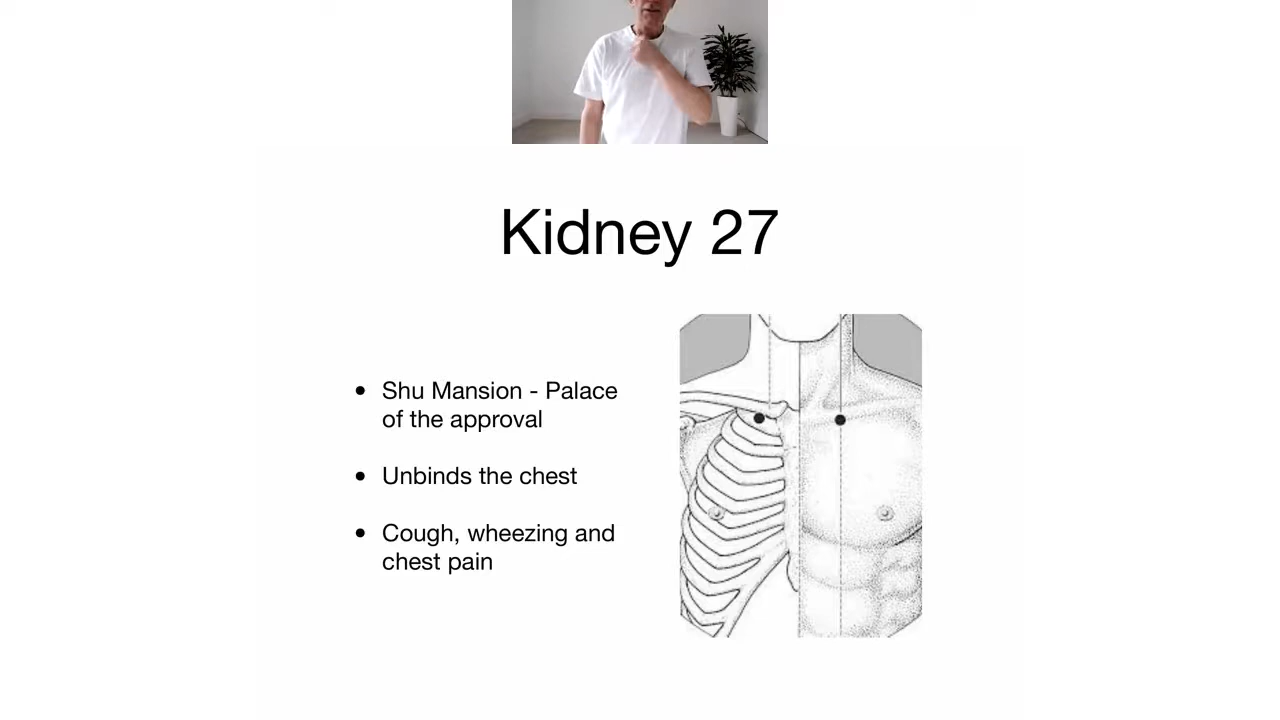 Kidney 27
• Shu Mansion - Palace
of the approval
• Unbinds the chest
• Cough, wheezing and
chest pain